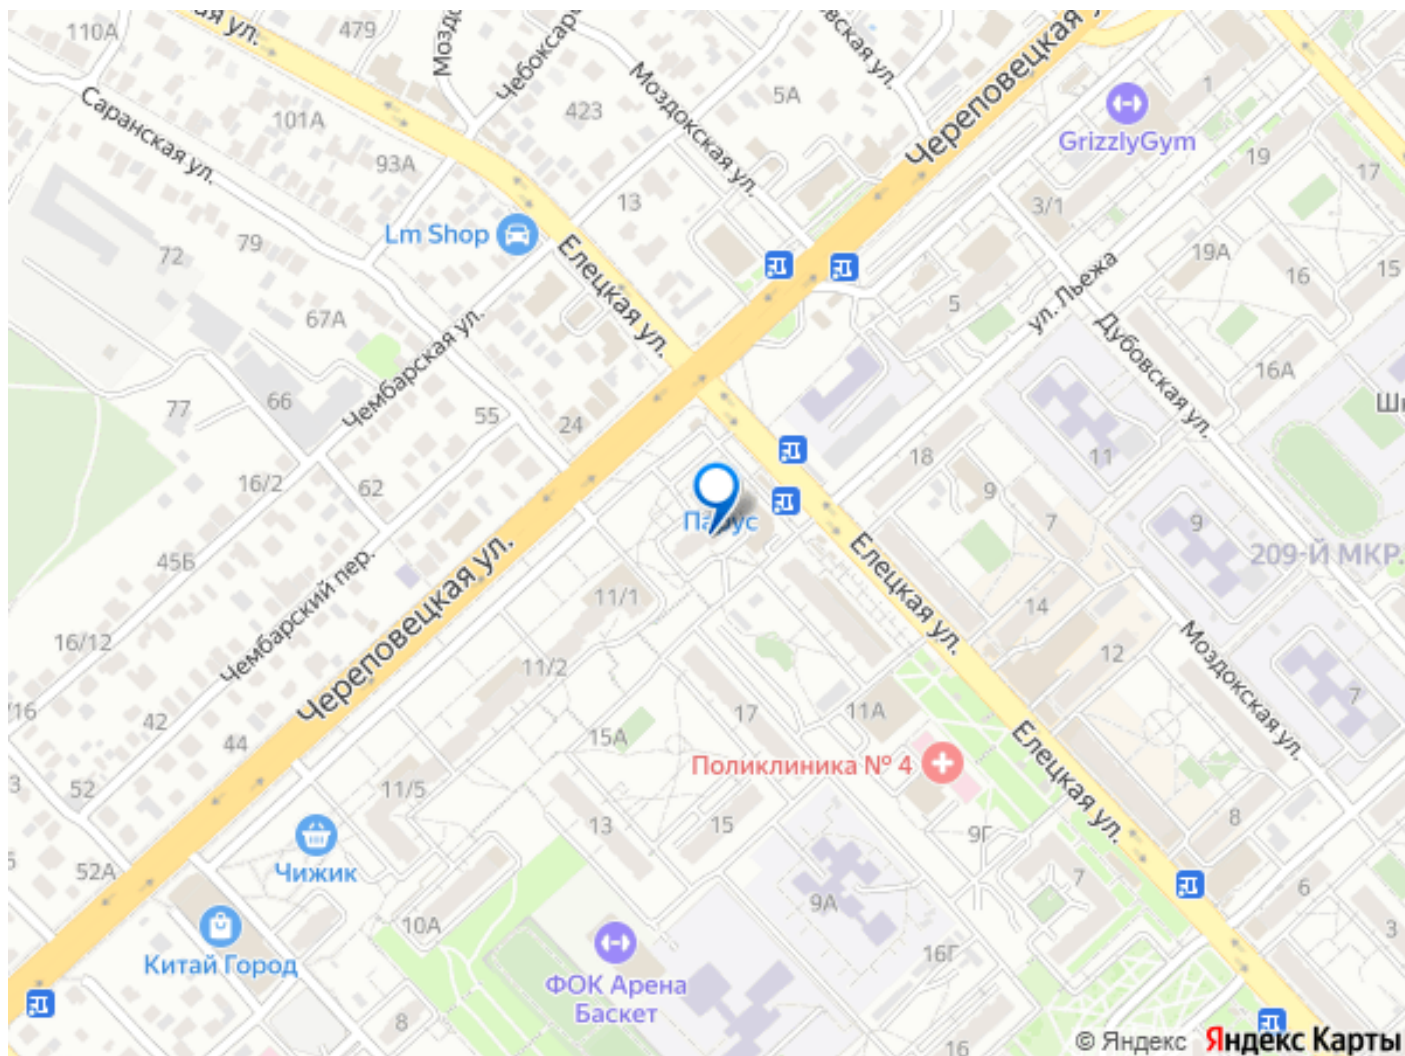 110А
ая ул.
479
Моздо
Чебоксар
вская ул.
Череповецкая у
Саранская ул.
101А
423
Моздокская ул.
5А
1
GrizzlyGym
93А
19
17
13
3/1
Lm Shop
79
72
Елецкая ул.
19А
16
15
67А
5
ул. Льежа
Чембарская ул.
Дубовская ул.
16А
66
77
55
24
Ш
18
11
16/2
62
9
7
9
Парус
45Б
209-Й МКР.
Череповецкая ул.
Елецкая ул.
Чембарский пер.
11/1
14
16/12
11/2
12
Моздокская ул.
7
/16
42
44
17
11А
15А
Поликлиника № 4
Елецкая ул.
3
52
11/5
13
15
9Г
8
Чижик
5
52А
7
6
9А
10А
3
Китай Город
ФОК Арена
Баскет
16Г
8
16
© Яндекс Яндекс Карты